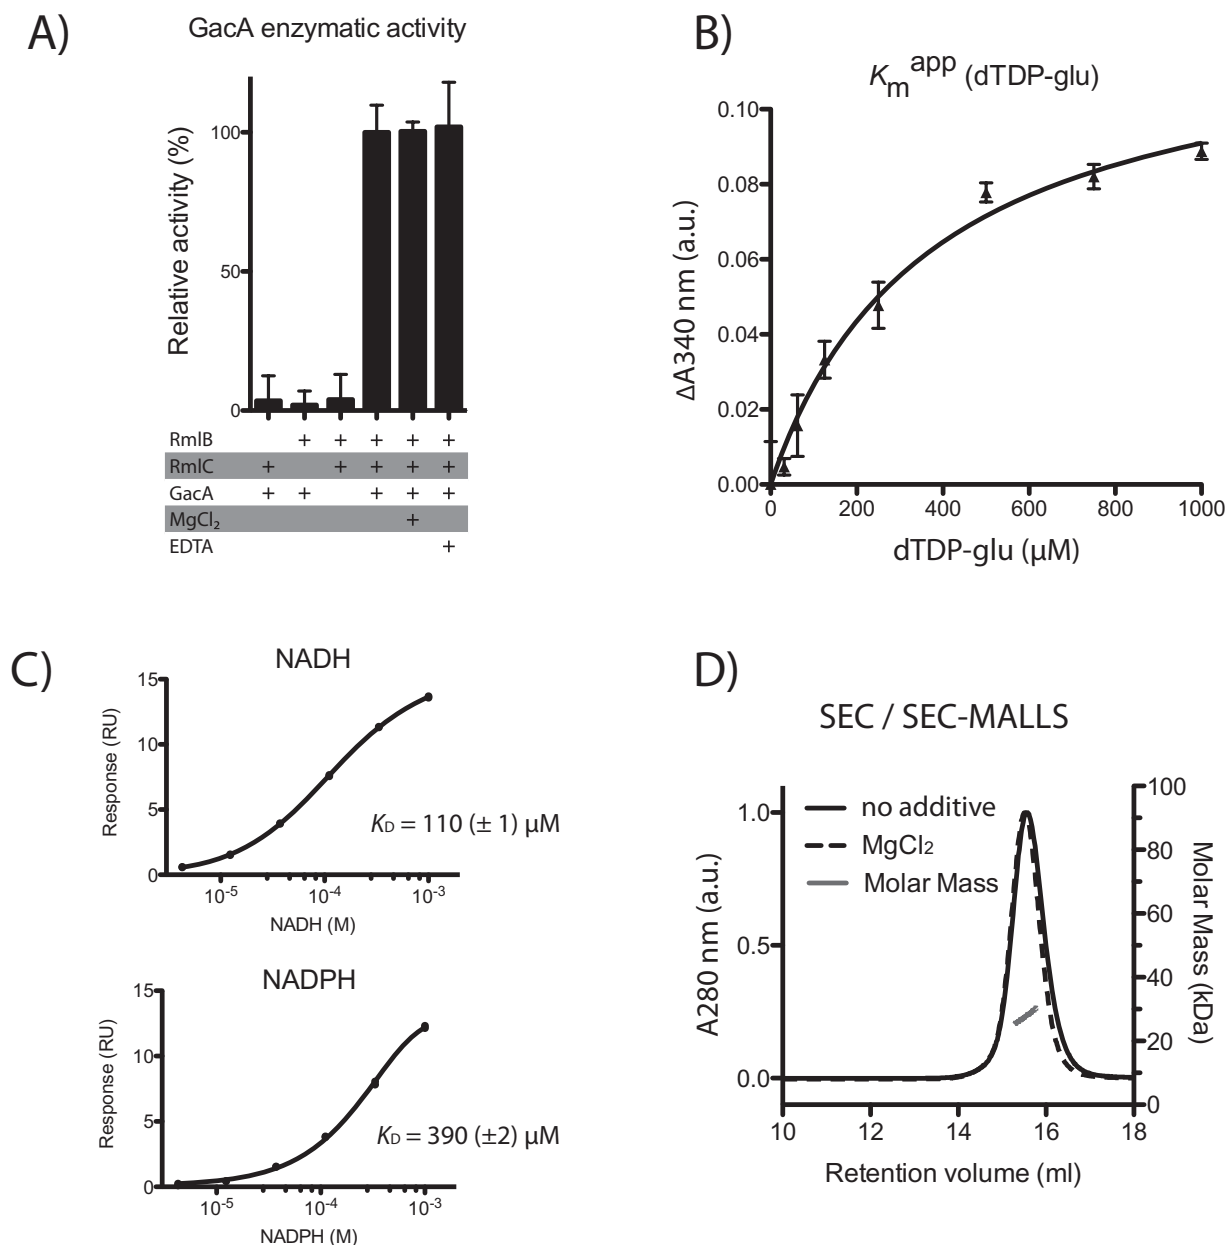 A)
GacA enzymatic activity
Relative activity (%)
100
50
0
RmlB + + + + +
RmlC + + + + +
GacA + + + + +
MgCl₂ +
EDTA +
B)
Kₘᵃᵖᵖ (dTDP-glu)
ΔA340 nm (a.u.)
0.10
0.08
0.06
0.04
0.02
0.00
0 200 400 600 800 1000
dTDP-glu (µM)
C)
NADH
Response (RU)
15
10
5
0
K_D = 110 (± 1) µM
10⁻⁵ 10⁻⁴ 10⁻³
NADH (M)
NADPH
Response (RU)
15
10
5
0
K_D = 390 (±2) µM
10⁻⁵ 10⁻⁴ 10⁻³
NADPH (M)
D)
SEC / SEC-MALLS
A280 nm (a.u.)
1.0
0.5
0.0
no additive
MgCl₂
Molar Mass
100
80
60
40
20
0
Molar Mass (kDa)
10 12 14 16 18
Retention volume (ml)